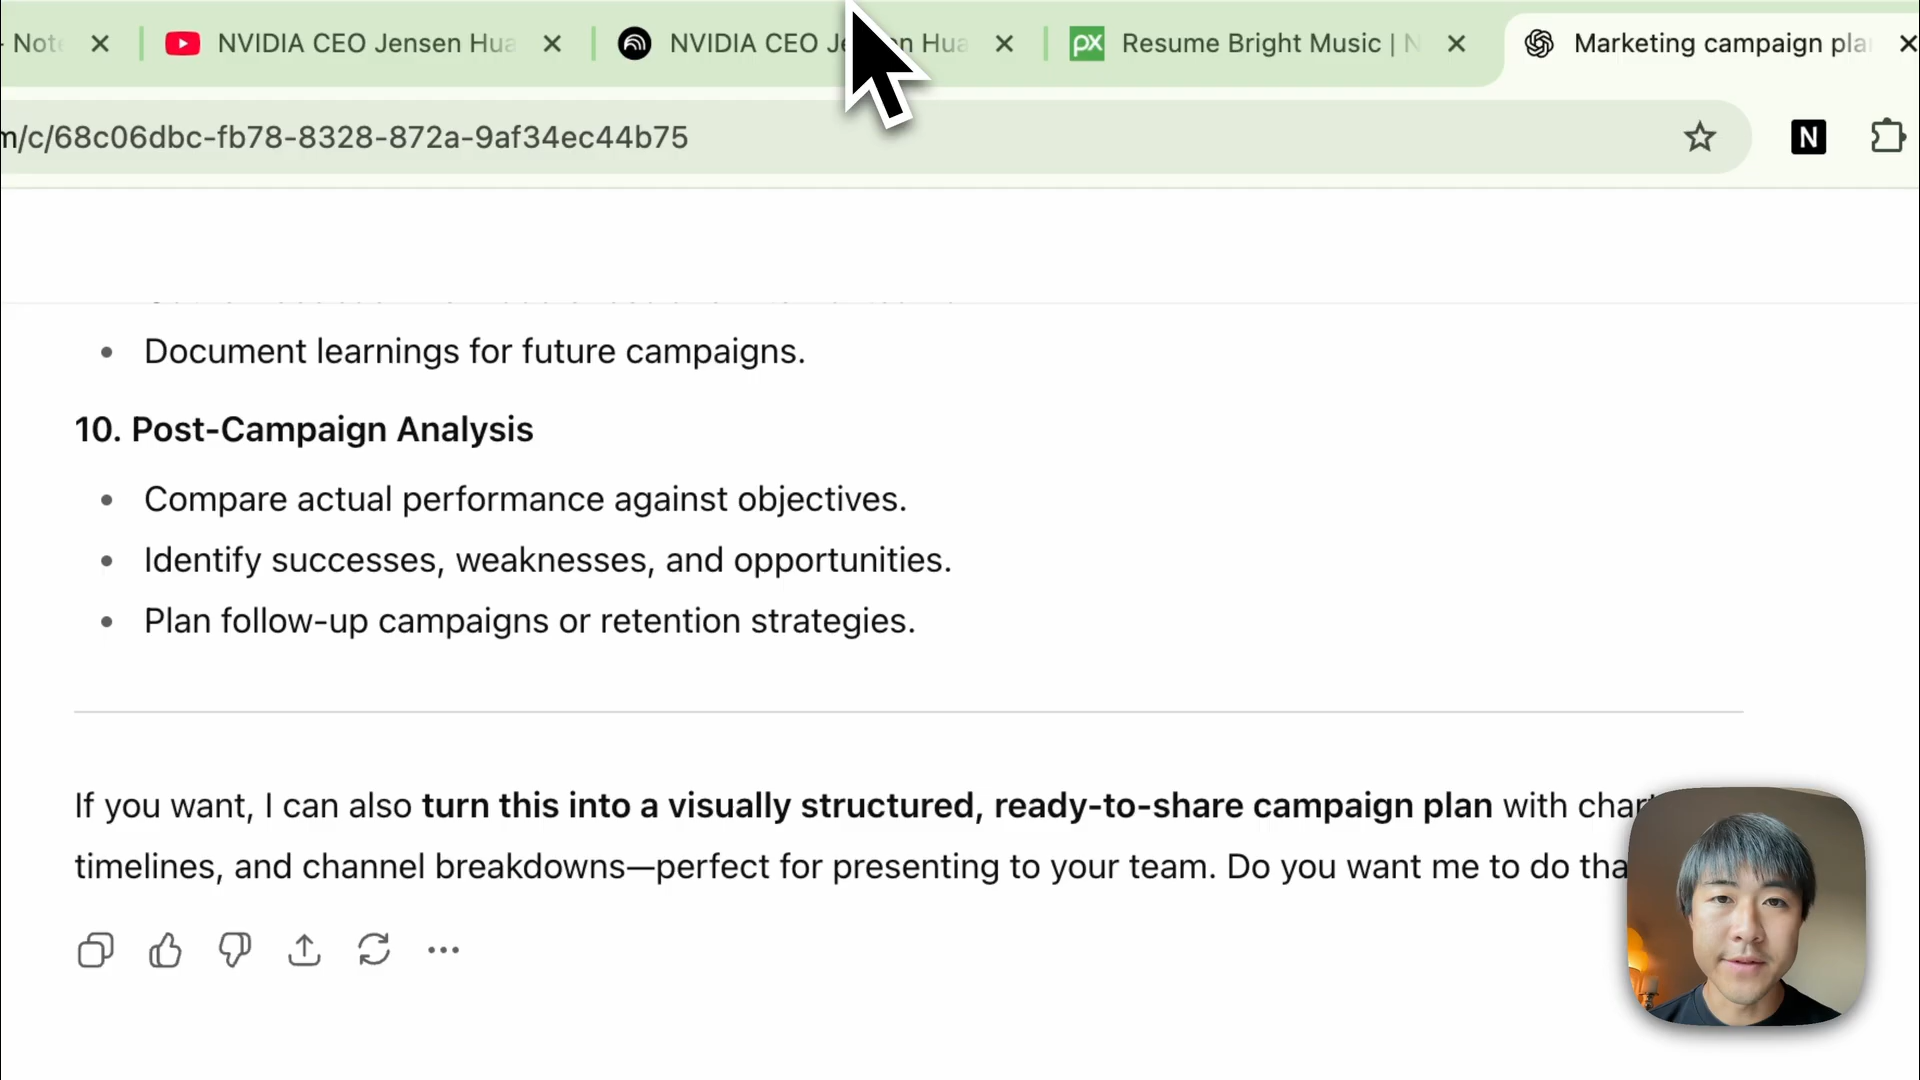 - Note
NVIDIA CEO Jensen Hua
NVIDIA CEO Je n Hua
px
Resume Bright Music | N
Marketing campaign pla
m/c/68c06dbc-fb78-8328-872a-9af34ec44b75
N
• Document learnings for future campaigns.
10. Post-Campaign Analysis
• Compare actual performance against objectives.
• Identify successes, weaknesses, and opportunities.
• Plan follow-up campaigns or retention strategies.
If you want, I can also turn this into a visually structured, ready-to-share campaign plan with char
timelines, and channel breakdowns—perfect for presenting to your team. Do you want me to do tha